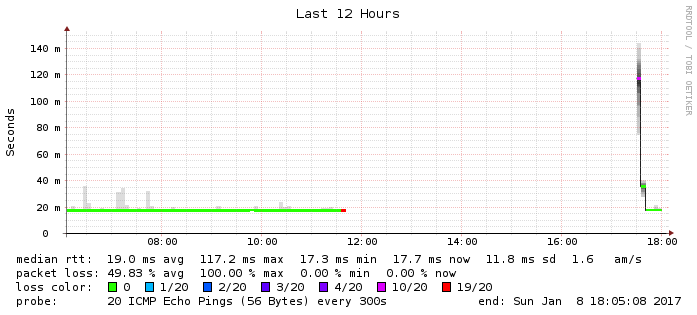 Last 12 Hours
RRDTOOL / TOBI OETIKER
Seconds
140 m
120 m
100 m
80 m
60 m
40 m
20 m
0
08:00 10:00 12:00 14:00 16:00 18:00
median rtt: 19.0 ms avg 117.2 ms max 17.3 ms min 17.7 ms now 11.8 ms sd 1.6 am/s
packet loss: 49.83 % avg 100.00 % max 0.00 % min 0.00 % now
loss color: 0 1/20 2/20 3/20 4/20 10/20 19/20
probe: 20 ICMP Echo Pings (56 Bytes) every 300s end: Sun Jan 8 18:05:08 2017